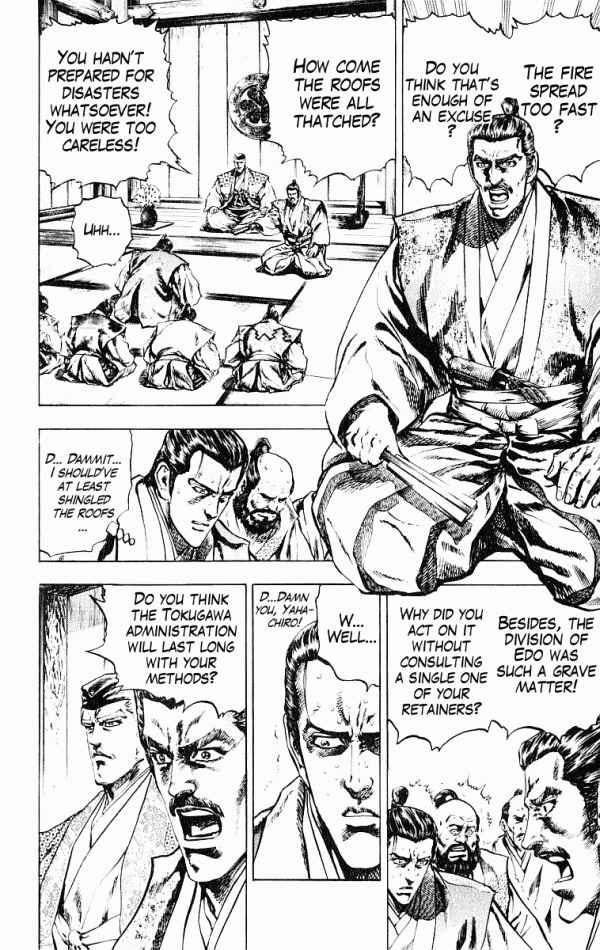 THE FIRE
SPREAD
TOO FAST
?
DO YOU
THINK THAT'S
ENOUGH OF
AN EXCUSE
?
HOW COME
THE ROOFS
WERE ALL
THATCHED?
YOU HADN'T
PREPARED FOR
DISASTERS
WHATSOEVER!
YOU WERE TOO
CARELESS!
UHH...
D... DAMMIT...
I SHOULD'VE
AT LEAST
SHINGLED
THE ROOFS
...
BESIDES, THE
DIVISION OF
EDO WAS
SUCH A GRAVE
MATTER!
WHY DID YOU
ACT ON IT
WITHOUT
CONSULTING
A SINGLE ONE
OF YOUR
RETAINERS?
W...
WELL...
D...DAMN
YOU, YAHA-
CHIRO!
DO YOU THINK
THE TOKUGAWA
ADMINISTRATION
WILL LAST LONG
WITH YOUR
METHODS?